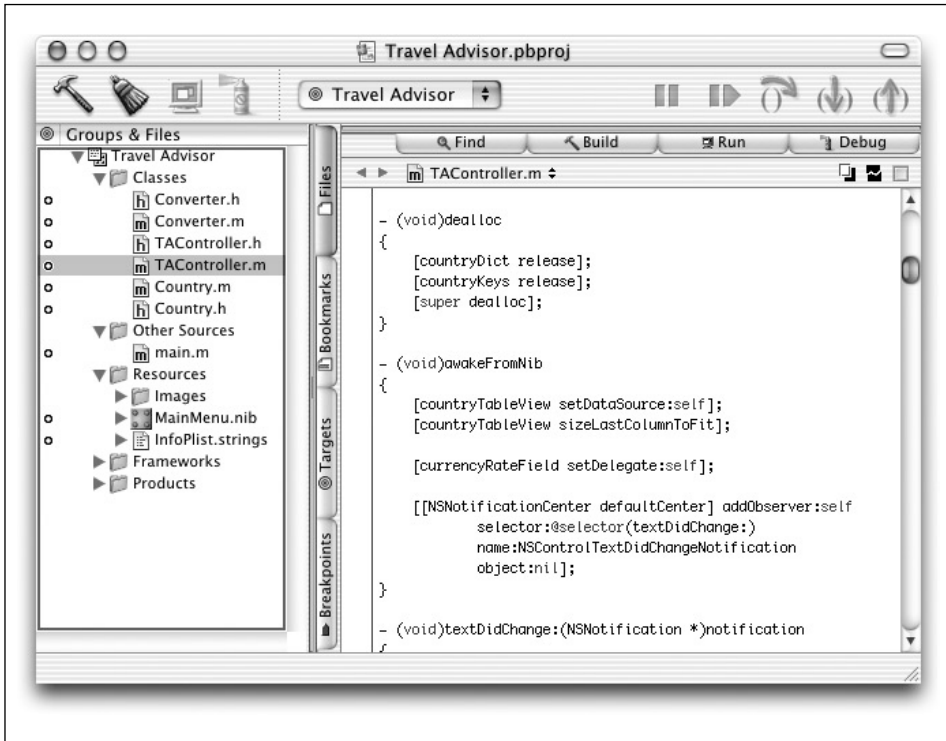 Travel Advisor.pbproj
Travel Advisor
Groups & Files
Travel Advisor
Classes
Converter.h
Converter.m
TAController.h
TAController.m
Country.m
Country.h
Other Sources
main.m
Resources
Images
MainMenu.nib
InfoPlist.strings
Frameworks
Products
Files
Bookmarks
Targets
Breakpoints
Find
Build
Run
Debug
TAController.m
- (void)dealloc
{
[countryDict release];
[countryKeys release];
[super dealloc];
}
- (void)awakeFromNib
{
[countryTableView setDataSource:self];
[countryTableView sizeLastColumnToFit];
[currencyRateField setDelegate:self];
[[NSNotificationCenter defaultCenter] addObserver:self
selector:@selector(textDidChange:)
name:NSControlTextDidChangeNotification
object:nil];
}
- (void)textDidChange:(NSNotification *)notification
{